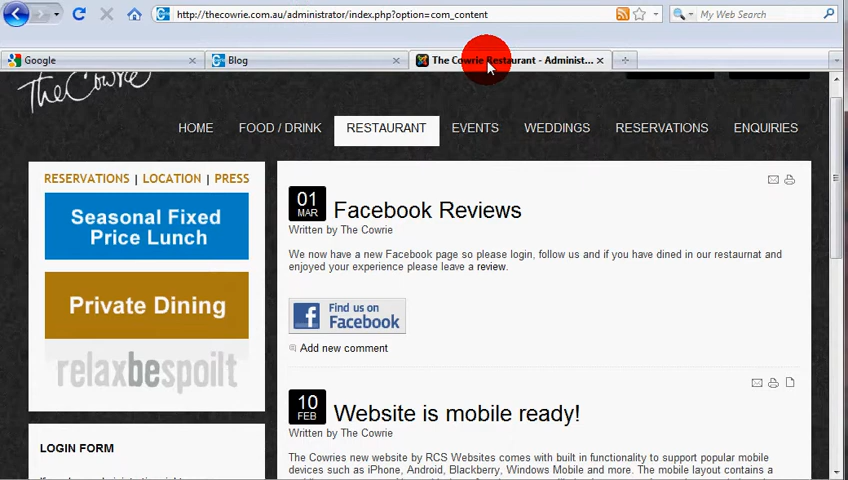 http://thecowrie.com.au/administrator/index.php?option=com_content
My Web Search
Google
Blog
The Cowrie Restaurant - Administ...
The Cowrie
HOME FOOD / DRINK RESTAURANT EVENTS WEDDINGS RESERVATIONS ENQUIRIES
RESERVATIONS | LOCATION | PRESS
Seasonal Fixed
Price Lunch
Private Dining
relaxbespoilt
LOGIN FORM
01
MAR
Facebook Reviews
Written by The Cowrie
We now have a new Facebook page so please login, follow us and if you have dined in our restaurnat and
enjoyed your experience please leave a review.
Find us on
Facebook
Add new comment
10
FEB
Website is mobile ready!
Written by The Cowrie
The Cowries new website by RCS Websites comes with built in functionality to support popular mobile
devices such as iPhone, Android, Blackberry, Windows Mobile and more. The mobile layout contains a